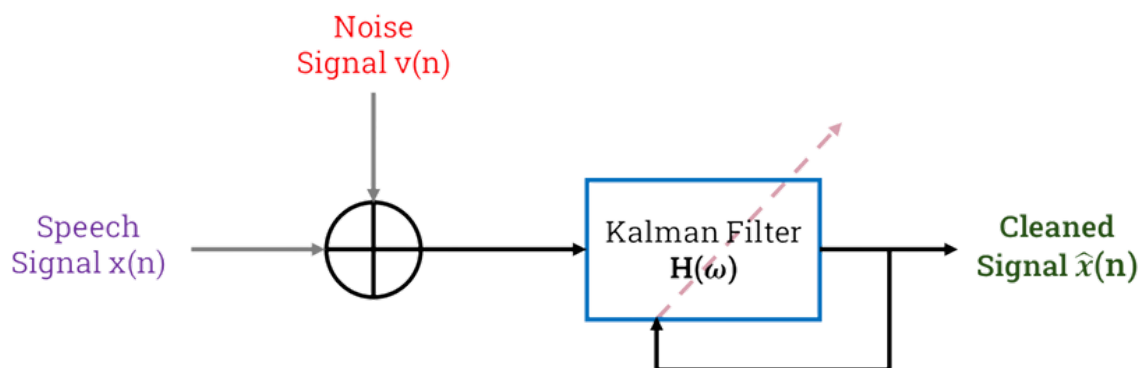 Noise
Signal v(n)
Speech
Signal x(n)
Kalman Filter
H(ω)
Cleaned
Signal x̂(n)